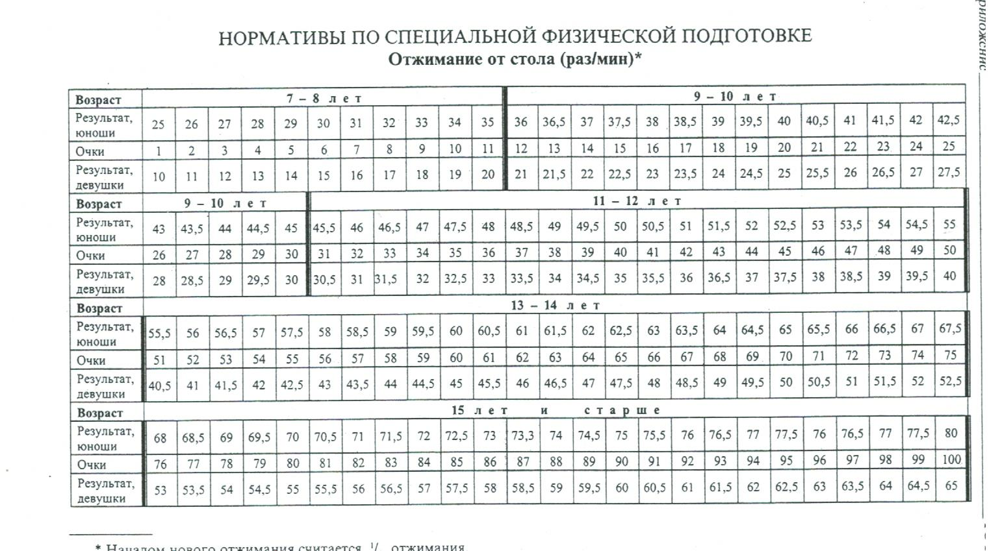 риложение
НОРМАТИВЫ ПО СПЕЦИАЛЬНОЙ ФИЗИЧЕСКОЙ ПОДГОТОВКЕ
Отжимание от стола (раз/мин)*
Возраст 7 – 8 лет 9 – 10 лет
Результат, юноши 25 26 27 28 29 30 31 32 33 34 35 36 36,5 37 37,5 38 38,5 39 39,5 40 40,5 41 41,5 42 42,5
Очки 1 2 3 4 5 6 7 8 9 10 11 12 13 14 15 16 17 18 19 20 21 22 23 24 25
Результат, девушки 10 11 12 13 14 15 16 17 18 19 20 21 21,5 22 22,5 23 23,5 24 24,5 25 25,5 26 26,5 27 27,5
Возраст 9 – 10 лет 11 – 12 лет
Результат, юноши 43 43,5 44 44,5 45 45,5 46 46,5 47 47,5 48 48,5 49 49,5 50 50,5 51 51,5 52 52,5 53 53,5 54 54,5 55
Очки 26 27 28 29 30 31 32 33 34 35 36 37 38 39 40 41 42 43 44 45 46 47 48 49 50
Результат, девушки 28 28,5 29 29,5 30 30,5 31 31,5 32 32,5 33 33,5 34 34,5 35 35,5 36 36,5 37 37,5 38 38,5 39 39,5 40
Возраст 13 – 14 лет
Результат, юноши 55,5 56 56,5 57 57,5 58 58,5 59 59,5 60 60,5 61 61,5 62 62,5 63 63,5 64 64,5 65 65,5 66 66,5 67 67,5
Очки 51 52 53 54 55 56 57 58 59 60 61 62 63 64 65 66 67 68 69 70 71 72 73 74 75
Результат, девушки 40,5 41 41,5 42 42,5 43 43,5 44 44,5 45 45,5 46 46,5 47 47,5 48 48,5 49 49,5 50 50,5 51 51,5 52 52,5
Возраст 15 лет и старше
Результат, юноши 68 68,5 69 69,5 70 70,5 71 71,5 72 72,5 73 73,3 74 74,5 75 75,5 76 76,5 77 77,5 76 76,5 77 77,5 80
Очки 76 77 78 79 80 81 82 83 84 85 86 87 88 89 90 91 92 93 94 95 96 97 98 99 100
Результат, девушки 53 53,5 54 54,5 55 55,5 56 56,5 57 57,5 58 58,5 59 59,5 60 60,5 61 61,5 62 62,5 63 63,5 64 64,5 65
* Началом нового отжимания считается 1/ отжимания.